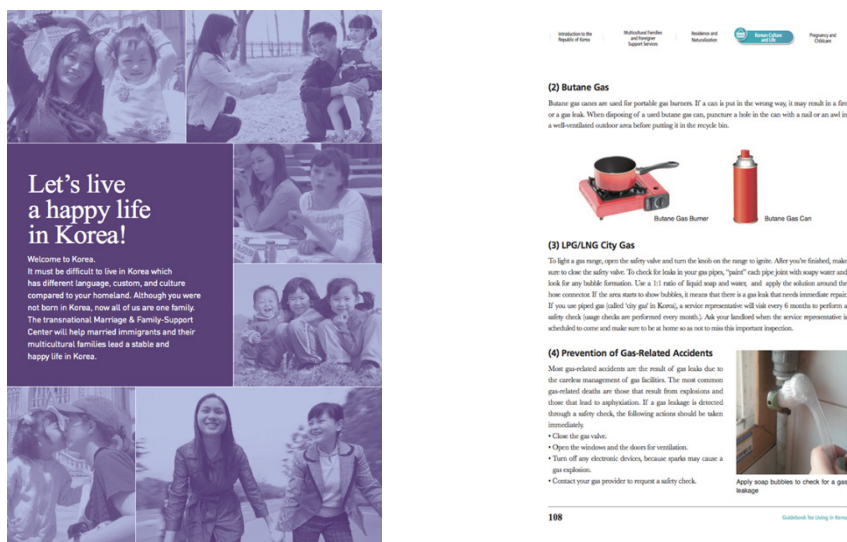 Let's live
a happy life
in Korea!
Welcome to Korea.
It must be difficult to live in Korea which
has different language, custom, and culture
compared to your homeland. Although you were
not born in Korea, now all of us are one family.
The transnational Marriage & Family-Support
Center will help married immigrants and their
multicultural families lead a stable and
happy life in Korea.
Introduction to the
Republic of Korea
Multicultural Families
and Foreigner
Support Services
Residence and
Naturalization
Korean Culture
and Life
Pregnancy and
Childcare
(2) Butane Gas
Butane gas canes are used for portable gas burners. If a can is put in the wrong way, it may result in a fire
or a gas leak. When disposing of a used butane gas can, puncture a hole in the can with a nail or an awl in
a well-ventilated outdoor area before putting it in the recycle bin.
Butane Gas Burner
Butane Gas Can
(3) LPG/LNG City Gas
To light a gas range, open the safety valve and turn the knob on the range to ignite. After you're finished, make
sure to close the safety valve. To check for leaks in your gas pipes, "paint" each pipe joint with soapy water and
look for any bubble formation. Use a 1:1 ratio of liquid soap and water, and apply the solution around the
hose connector. If the area starts to show bubbles, it means that there is a gas leak that needs immediate repair.
If you use piped gas (called 'city gas' in Korea), a service representative will visit every 6 months to perform a
safety check (usage checks are performed every month.). Ask your landlord when the service representative is
scheduled to come and make sure to be at home so as not to miss this important inspection.
(4) Prevention of Gas-Related Accidents
Most gas-related accidents are the result of gas leaks due to
the careless management of gas facilities. The most common
gas-related deaths are those that result from explosions and
those that lead to asphyxiation. If a gas leakage is detected
through a safety check, the following actions should be taken
immediately.
• Close the gas valve.
• Open the windows and the doors for ventilation.
• Turn off any electronic devices, because sparks may cause a
gas explosion.
• Contact your gas provider to request a safety check.
Apply soap bubbles to check for a gas
leakage
108
Guidebook for Living in Korea